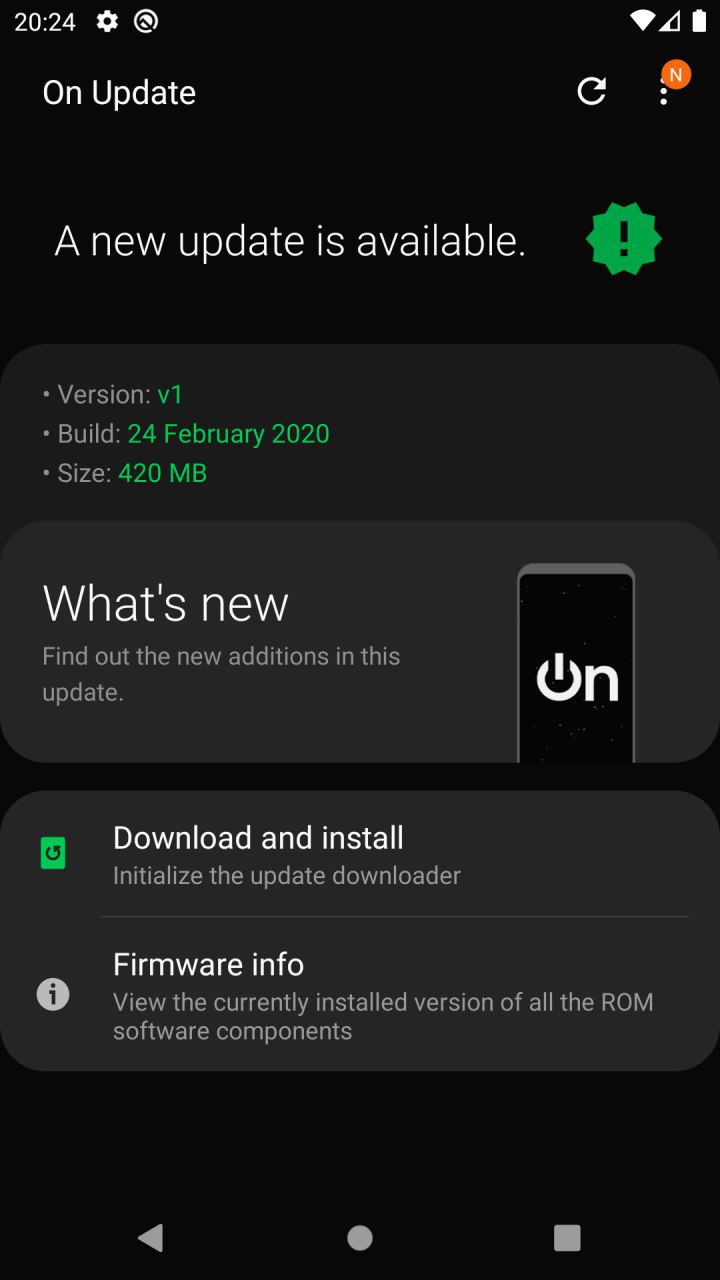 20:24
On Update
N
A new update is available.
• Version: v1
• Build: 24 February 2020
• Size: 420 MB
What's new
Find out the new additions in this
update.
On
Download and install
Initialize the update downloader
Firmware info
View the currently installed version of all the ROM
software components